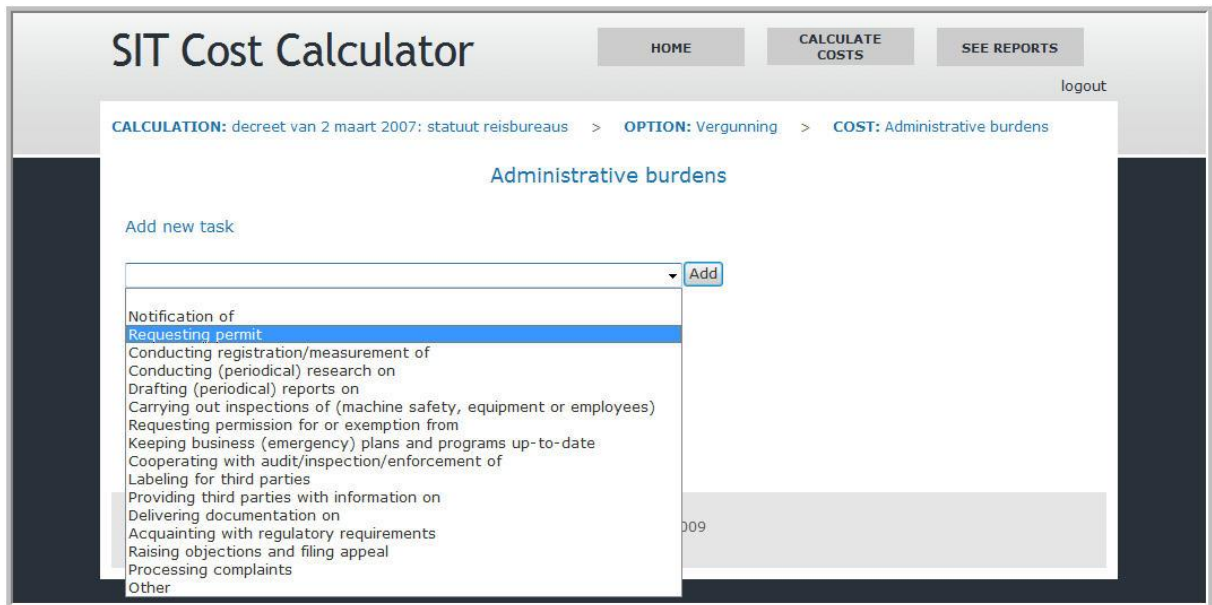 SIT Cost Calculator
HOME
CALCULATE
COSTS
SEE REPORTS
logout
CALCULATION: decreet van 2 maart 2007: statuut reisbureaus > OPTION: Vergunning > COST: Administrative burdens
Administrative burdens
Add new task
Add
Notification of
Requesting permit
Conducting registration/measurement of
Conducting (periodical) research on
Drafting (periodical) reports on
Carrying out inspections of (machine safety, equipment or employees)
Requesting permission for or exemption from
Keeping business (emergency) plans and programs up-to-date
Cooperating with audit/inspection/enforcement of
Labeling for third parties
Providing third parties with information on
Delivering documentation on
Acquainting with regulatory requirements
Raising objections and filing appeal
Processing complaints
Other